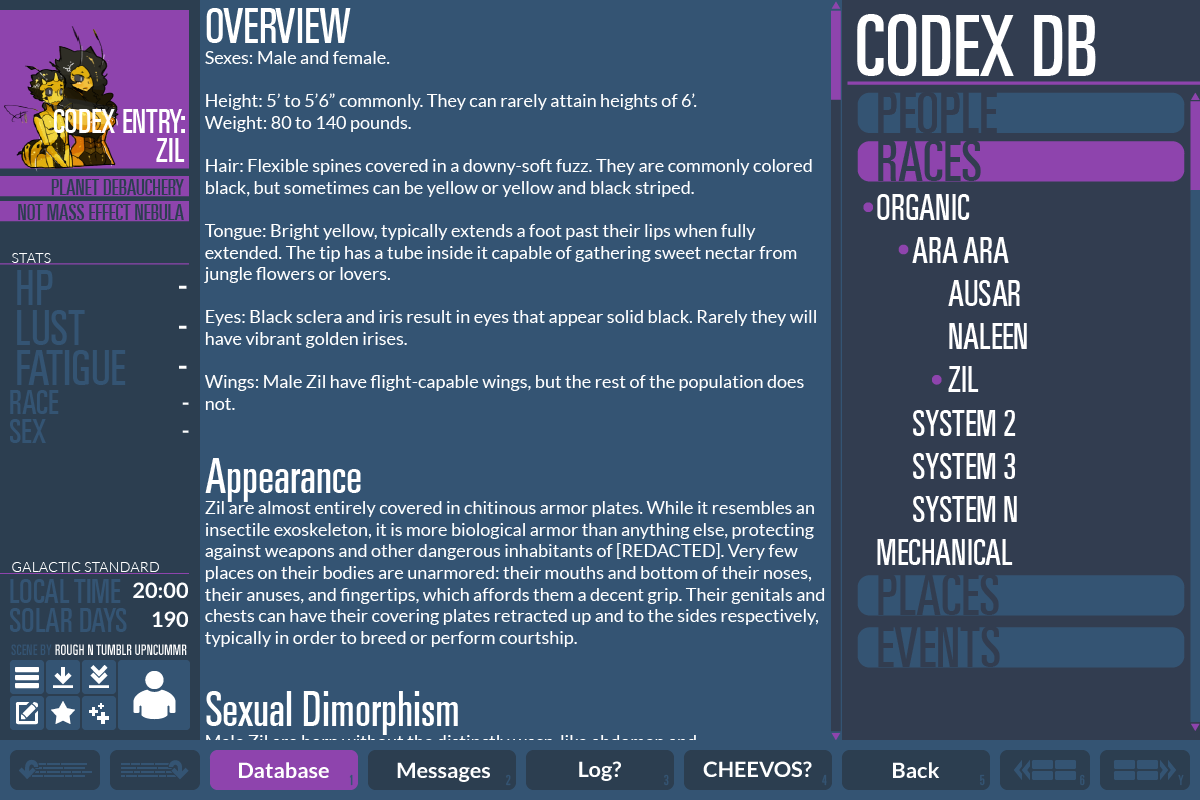 CODEX ENTRY:
ZIL
PLANET DEBAUCHERY
NOT MASS EFFECT NEBULA
STATS
HP -
LUST -
FATIGUE -
RACE -
SEX -
GALACTIC STANDARD
LOCAL TIME 20:00
SOLAR DAYS 190
SCENE BY ROUGH N TUMBLR UPNCUMMR
OVERVIEW
Sexes: Male and female.
Height: 5’ to 5’6” commonly. They can rarely attain heights of 6’.
Weight: 80 to 140 pounds.
Hair: Flexible spines covered in a downy-soft fuzz. They are commonly colored
black, but sometimes can be yellow or yellow and black striped.
Tongue: Bright yellow, typically extends a foot past their lips when fully
extended. The tip has a tube inside it capable of gathering sweet nectar from
jungle flowers or lovers.
Eyes: Black sclera and iris result in eyes that appear solid black. Rarely they will
have vibrant golden irises.
Wings: Male Zil have flight-capable wings, but the rest of the population does
not.
Appearance
Zil are almost entirely covered in chitinous armor plates. While it resembles an
insectile exoskeleton, it is more biological armor than anything else, protecting
against weapons and other dangerous inhabitants of [REDACTED]. Very few
places on their bodies are unarmored: their mouths and bottom of their noses,
their anuses, and fingertips, which affords them a decent grip. Their genitals and
chests can have their covering plates retracted up and to the sides respectively,
typically in order to breed or perform courtship.
Sexual Dimorphism
Male Zil are born without the distinctly wasp-like abdomen and
CODEX DB
PEOPLE
RACES
ORGANIC
ARA ARA
AUSAR
NALEEN
ZIL
SYSTEM 2
SYSTEM 3
SYSTEM N
MECHANICAL
PLACES
EVENTS
Database 1
Messages 2
Log? 3
CHEEVOS? 4
Back 5
Y